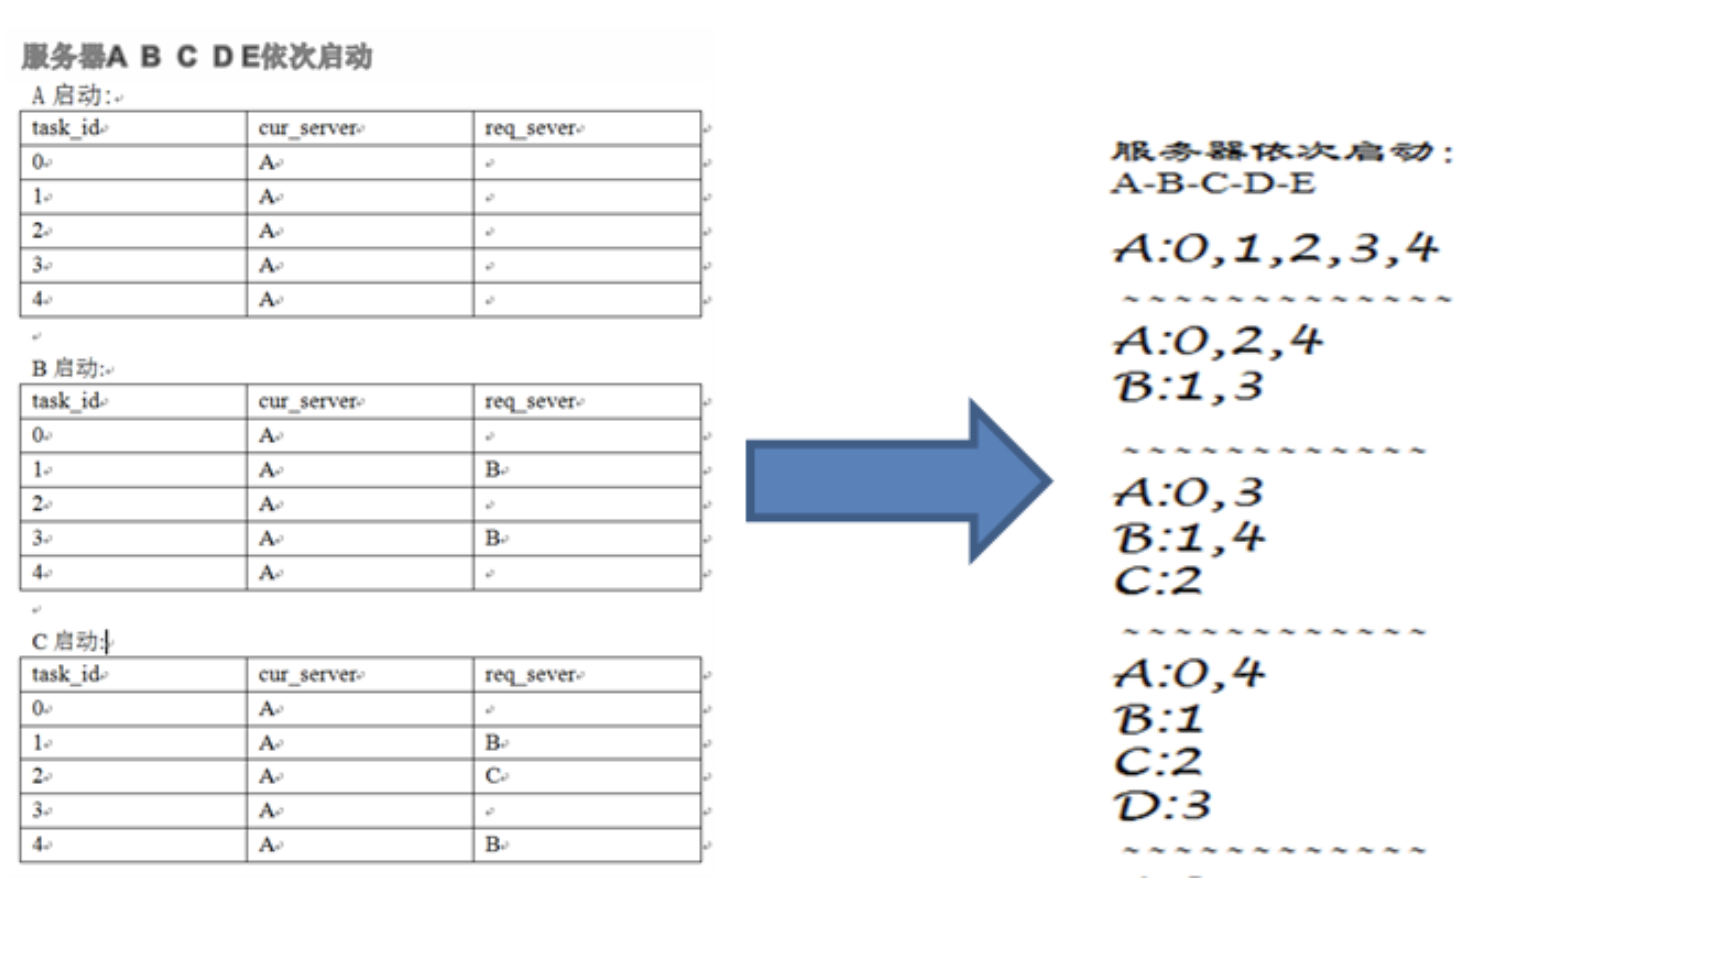 服务器A B C D E依次启动
A 启动:
task_id cur_server req_sever
0 A
1 A
2 A
3 A
4 A
B 启动:
task_id cur_server req_sever
0 A
1 A B
2 A
3 A B
4 A
C 启动:
task_id cur_server req_sever
0 A
1 A B
2 A C
3 A
4 A B
服务器依次启动:
A-B-C-D-E
A:0,1,2,3,4
~~~~~~~~~~~~~
A:0,2,4
B:1,3
~~~~~~~~~~~~
A:0,3
B:1,4
C:2
~~~~~~~~~~~~
A:0,4
B:1
C:2
D:3
~~~~~~~~~~~~